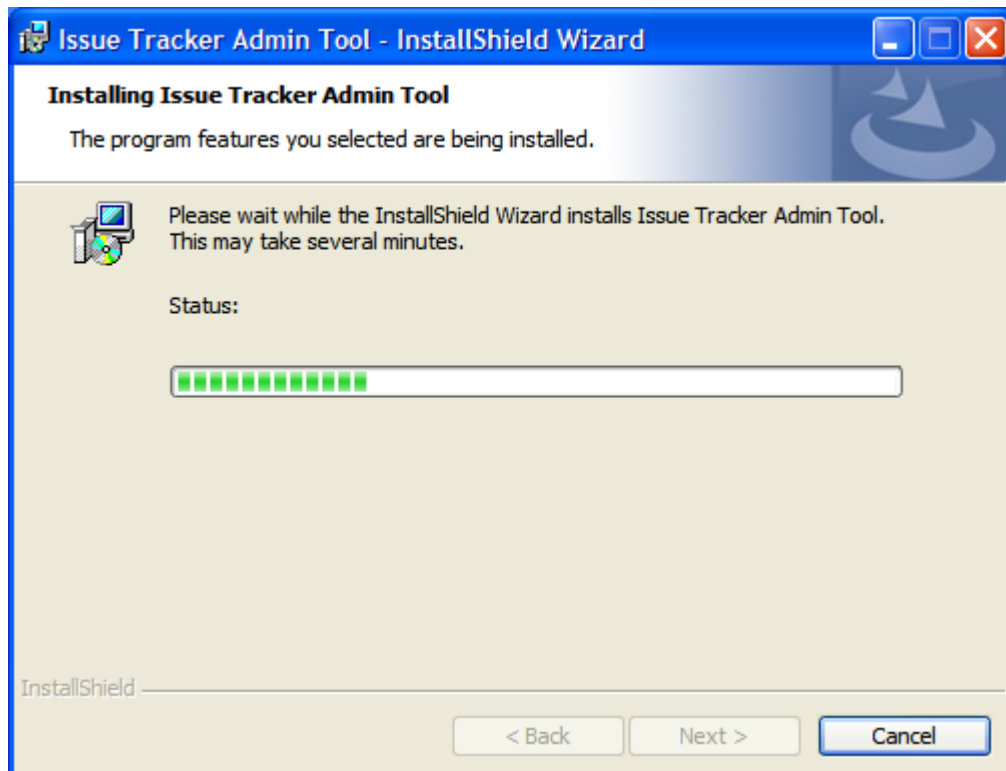 Issue Tracker Admin Tool - InstallShield Wizard
Installing Issue Tracker Admin Tool
The program features you selected are being installed.
Please wait while the InstallShield Wizard installs Issue Tracker Admin Tool.
This may take several minutes.
Status:
InstallShield
< Back
Next >
Cancel